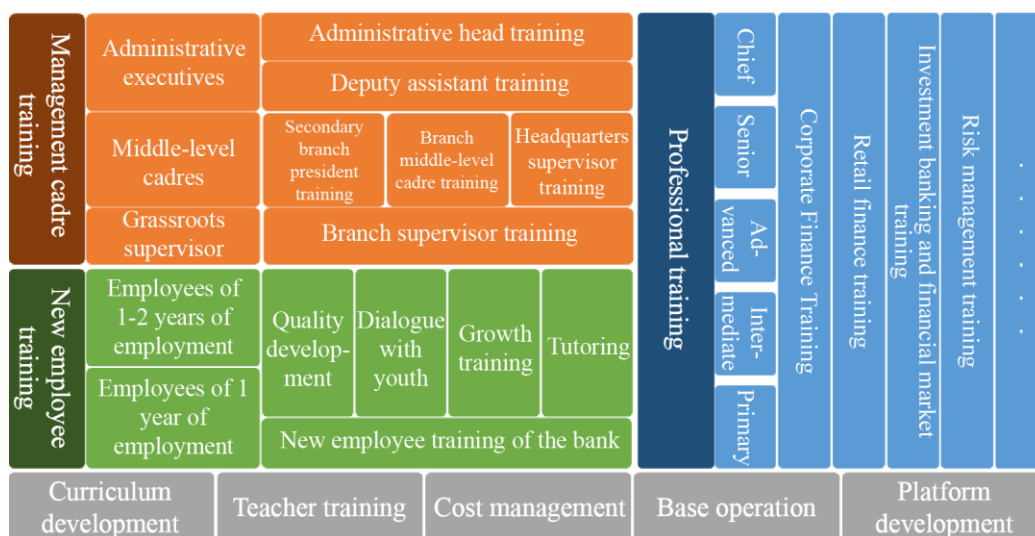 Management cadre
training
Administrative
executives
Administrative head training
Deputy assistant training
Middle-level
cadres
Secondary
branch
president
training
Branch
middle-level
cadre training
Headquarters
supervisor
training
Grassroots
supervisor
Branch supervisor training
New employee
training
Employees of
1-2 years of
employment
Employees of 1
year of
employment
Quality
develop-
ment
Dialogue
with
youth
Growth
training
Tutoring
New employee training of the bank
Professional training
Chief
Senior
Ad-
vanced
Inter-
mediate
Primary
Corporate Finance Training
Retail finance training
Investment banking and financial market
training
Risk management training
. . . . . .
Curriculum
development
Teacher training
Cost management
Base operation
Platform
development